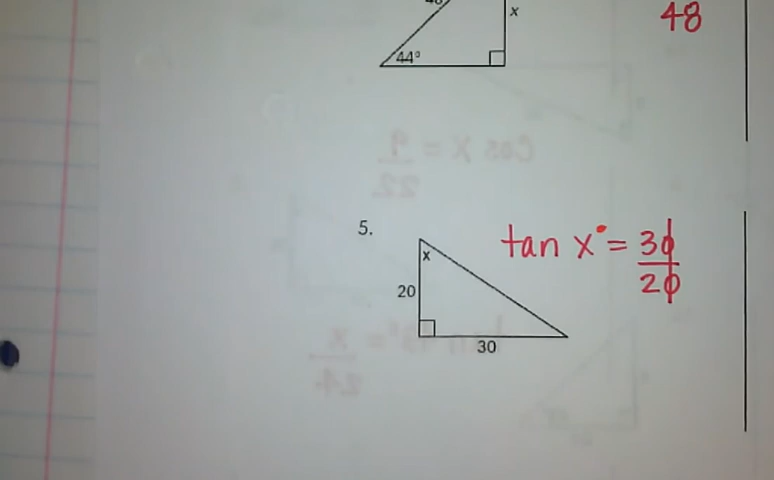 x
48
44°
5.
tan x° = 30/20
x
20
30